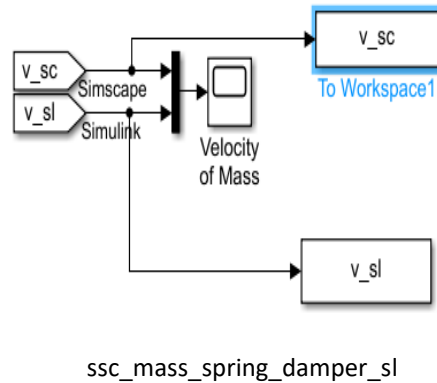 v_sc
v_sc
Simscape
To Workspace1
v_sl
Simulink
Velocity
of Mass
v_sl
ssc_mass_spring_damper_sl